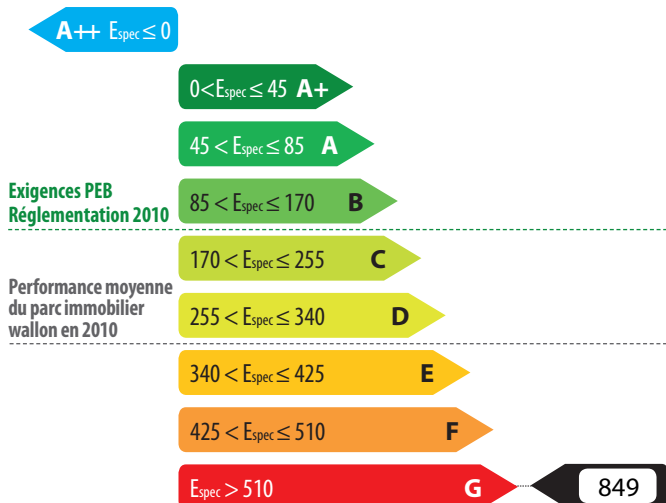 A++ Espec ≤ 0
0 < Espec ≤ 45 A+
45 < Espec ≤ 85 A
Exigences PEB
Réglementation 2010
85 < Espec ≤ 170 B
170 < Espec ≤ 255 C
Performance moyenne
du parc immobilier
wallon en 2010
255 < Espec ≤ 340 D
340 < Espec ≤ 425 E
425 < Espec ≤ 510 F
Espec > 510 G 849